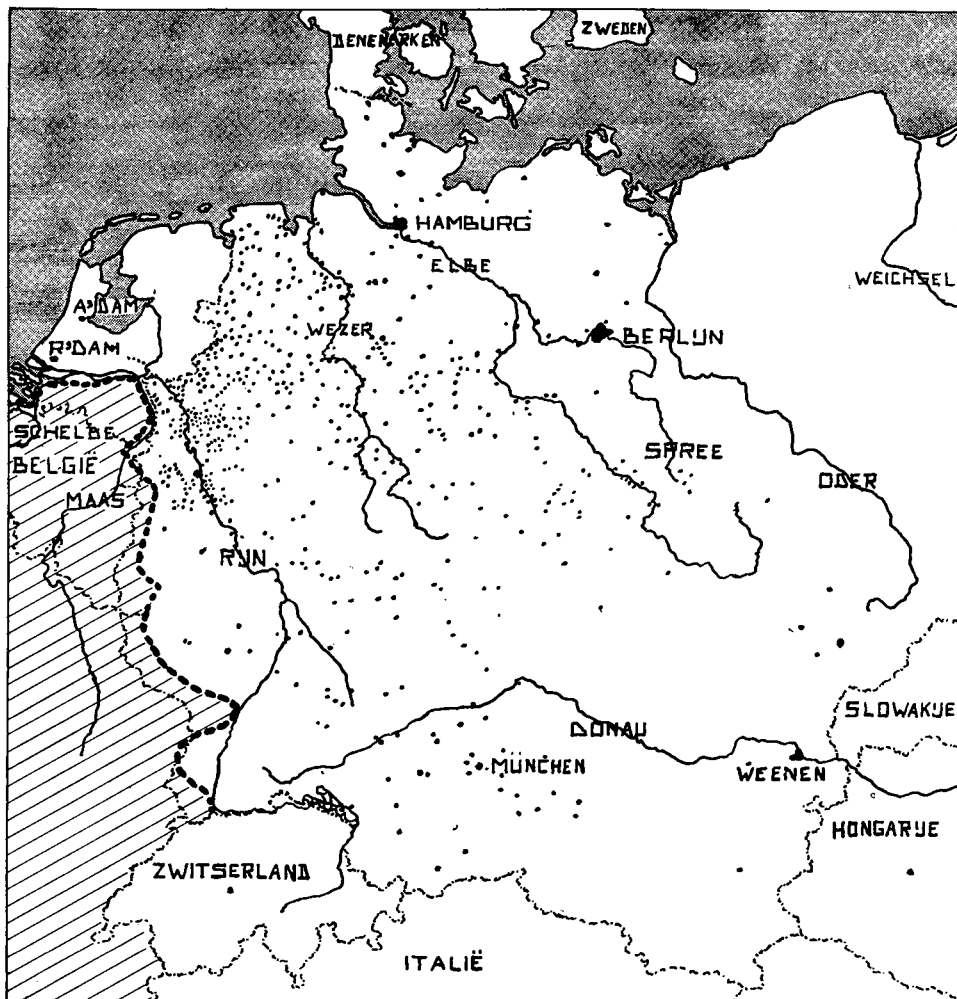 DENEMARKEN
ZWEDEN
HAMBURG
ELBE
WEICHSEL
A'DAM
WEZER
BERLIJN
R'DAM
SCHELDE
SPREE
BELGIË
ODER
MAAS
RIJN
SLOWAKIJE
DONAU
MÜNCHEN
WEENEN
HONGARIJE
ZWITSERLAND
ITALIË